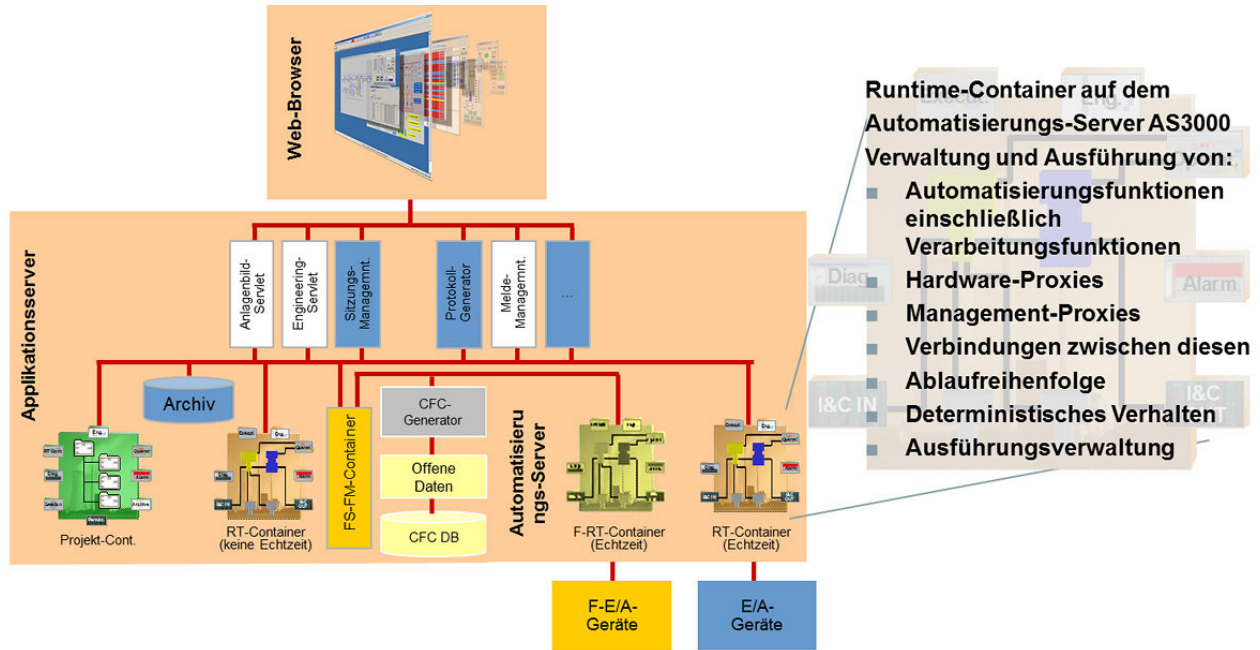 Web-Browser
Applikationsserver
Anlagenbild-
Servlet
Engineering-
Servlet
Sitzungs-
Managemnt.
Protokoll-
Generator
Melde-
Managemnt.
...
Archiv
FS-FM-Container
CFC-
Generator
Offene
Daten
CFC DB
Automatisieru
ngs-Server
Projekt-Cont.
RT-Container
(keine Echtzeit)
F-RT-Container
(Echtzeit)
RT-Container
(Echtzeit)
F-E/A-
Geräte
E/A-
Geräte
Runtime-Container auf dem
Automatisierungs-Server AS3000
Verwaltung und Ausführung von:
Automatisierungsfunktionen
einschließlich
Verarbeitungsfunktionen
Hardware-Proxies
Management-Proxies
Verbindungen zwischen diesen
Ablaufreihenfolge
Deterministisches Verhalten
Ausführungsverwaltung
Execut.
Eng.
Diag
Alarm
I&C IN
I&C